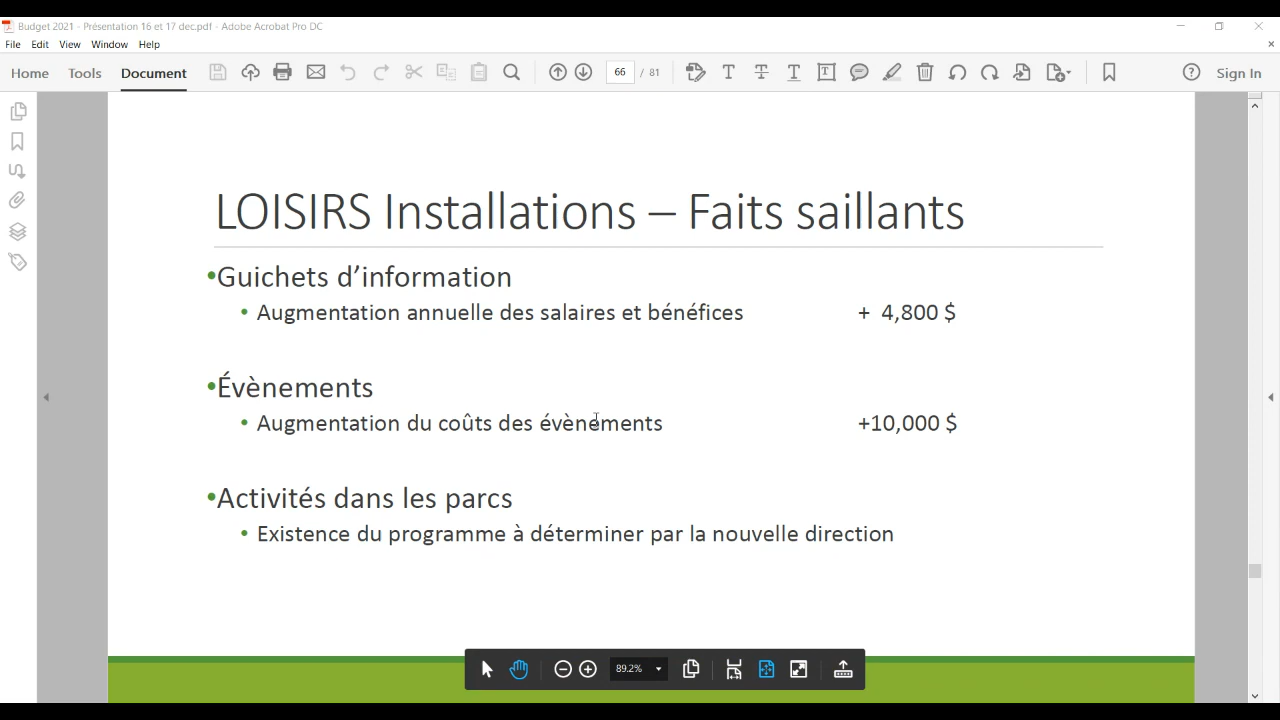 Budget 2021 - Présentation 16 et 17 dec.pdf - Adobe Acrobat Pro DC
File Edit View Window Help
Home Tools Document 66 / 81 Sign In
LOISIRS Installations – Faits saillants
•Guichets d’information
• Augmentation annuelle des salaires et bénéfices + 4,800 $
•Évènements
• Augmentation du coûts des évènements +10,000 $
•Activités dans les parcs
• Existence du programme à déterminer par la nouvelle direction
89.2%